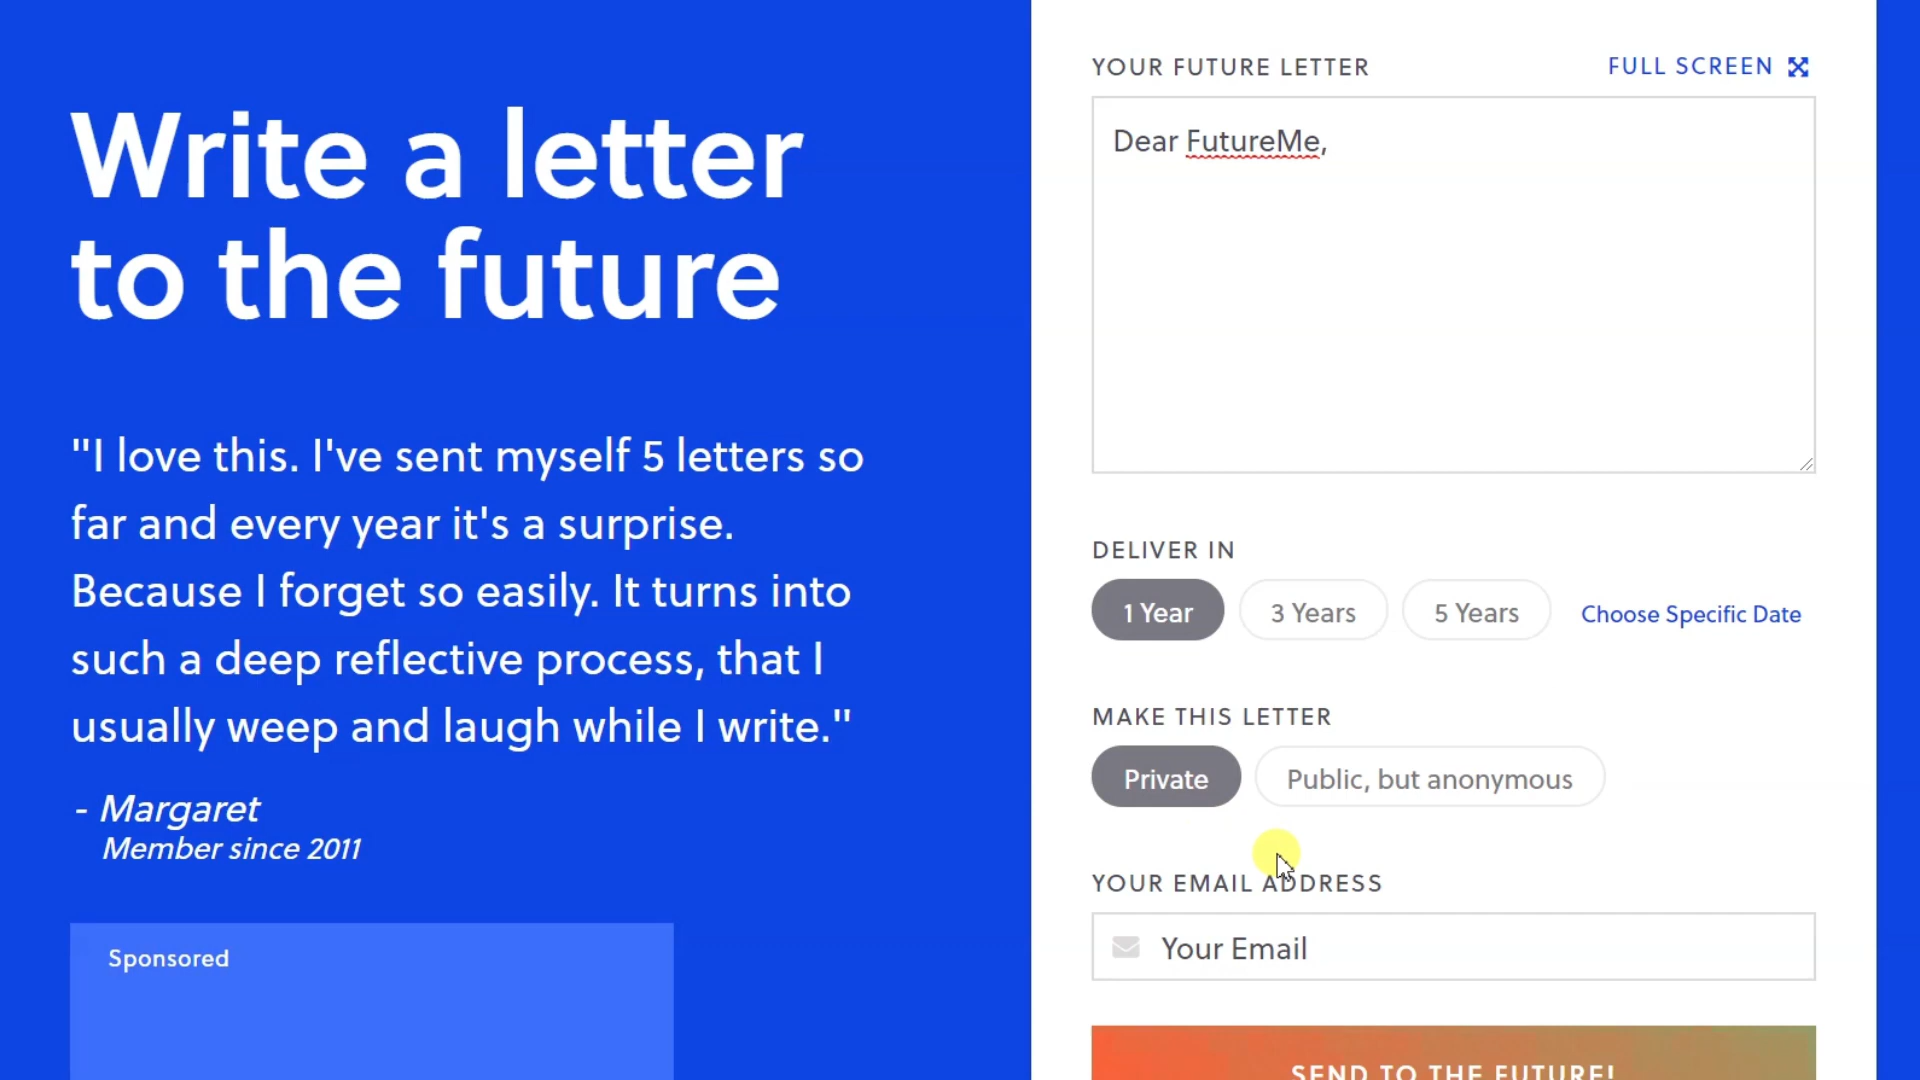 Write a letter
to the future
"I love this. I've sent myself 5 letters so
far and every year it's a surprise.
Because I forget so easily. It turns into
such a deep reflective process, that I
usually weep and laugh while I write."
- Margaret
Member since 2011
Sponsored
YOUR FUTURE LETTER
FULL SCREEN
Dear FutureMe,
DELIVER IN
1 Year
3 Years
5 Years
Choose Specific Date
MAKE THIS LETTER
Private
Public, but anonymous
YOUR EMAIL ADDRESS
Your Email
SEND TO THE FUTURE!